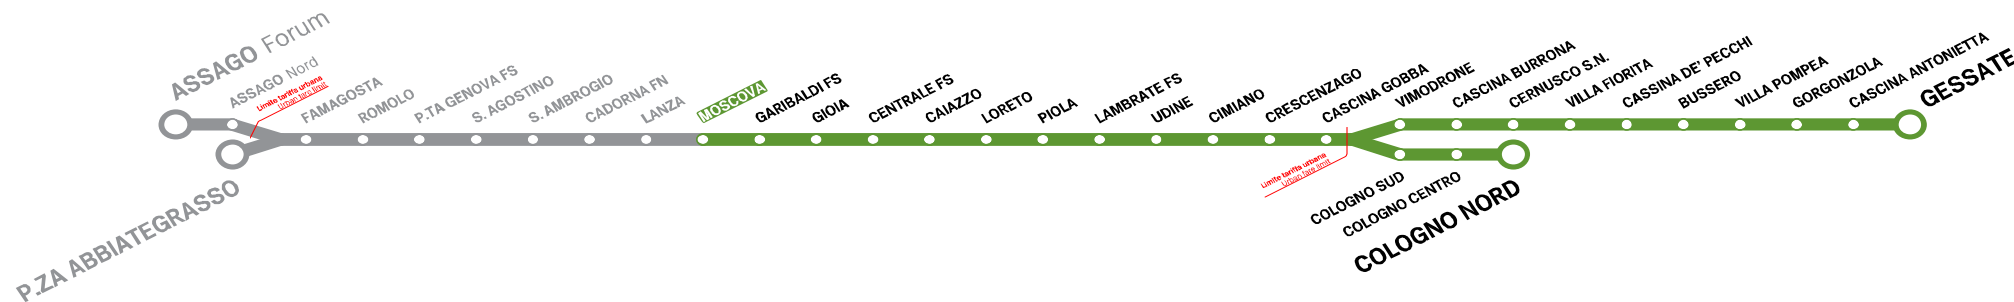 ASSAGO Forum
ASSAGO Nord
Limite tariffa urbana
Urban fare limit
P.ZA ABBIATEGRASSO
FAMAGOSTA
ROMOLO
P.TA GENOVA FS
S. AGOSTINO
S. AMBROGIO
CADORNA FN
LANZA
MOSCOVA
GARIBALDI FS
GIOIA
CENTRALE FS
CAIAZZO
LORETO
PIOLA
LAMBRATE FS
UDINE
CIMIANO
CRESCENZAGO
CASCINA GOBBA
Limite tariffa urbana
Urban fare limit
VIMODRONE
CASCINA BURRONA
CERNUSCO S.N.
VILLA FIORITA
CASSINA DE' PECCHI
BUSSERO
VILLA POMPEA
GORGONZOLA
CASCINA ANTONIETTA
GESSATE
COLOGNO SUD
COLOGNO CENTRO
COLOGNO NORD